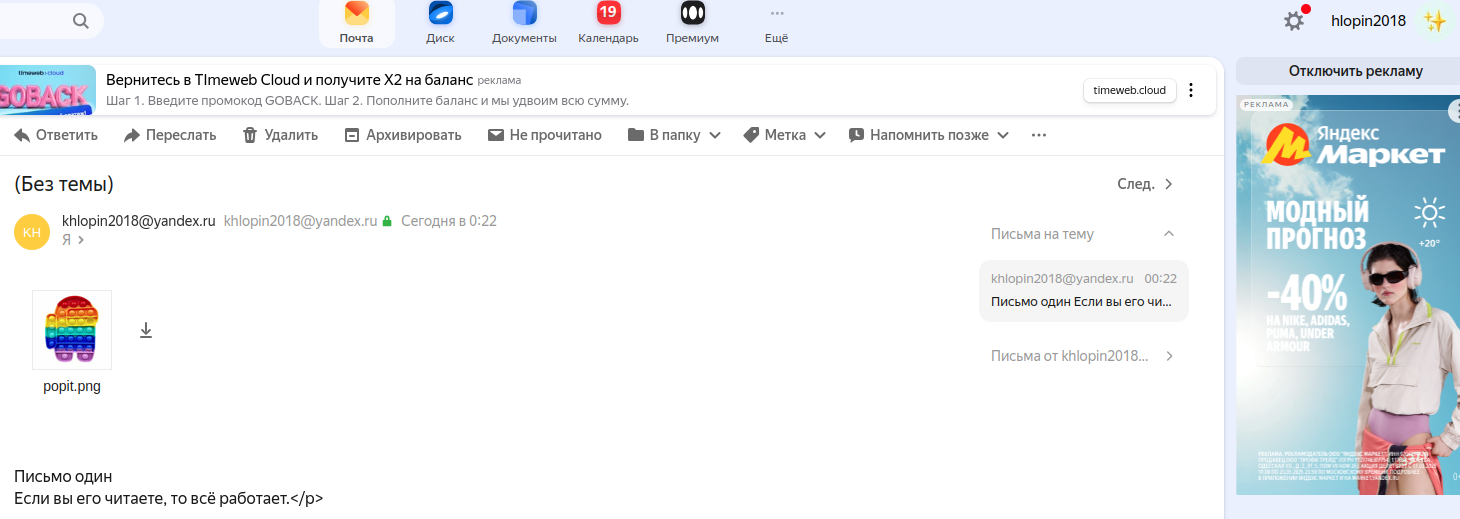 Почта
Диск
Документы
19
Календарь
Премиум
Ещё
hlopin2018
timeweb>cloud
GOBACK
Вернитесь в TImeweb Cloud и получите X2 на баланс реклама
Шаг 1. Введите промокод GOBACK. Шаг 2. Пополните баланс и мы удвоим всю сумму.
timeweb.cloud
Отключить рекламу
Ответить
Переслать
Удалить
Архивировать
Не прочитано
В папку
Метка
Напомнить позже
(Без темы)
След.
KH
khlopin2018@yandex.ru khlopin2018@yandex.ru Сегодня в 0:22
Я
popit.png
Письмо один
Если вы его читаете, то всё работает.</p>
Письма на тему
khlopin2018@yandex.ru 00:22
Письмо один Если вы его чи...
Письма от khlopin2018...
РЕКЛАМА
Яндекс
Маркет
МОДНЫЙ
ПРОГНОЗ
+20°
-40%
НА NIKE, ADIDAS,
PUMA, UNDER
ARMOUR